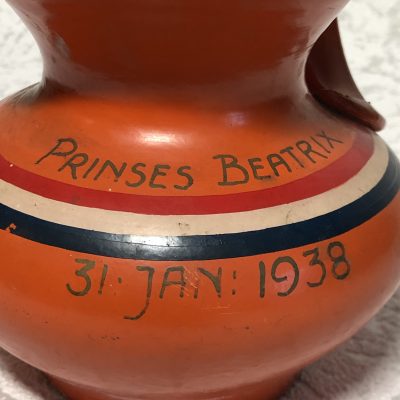 PRINSES BEATRIX
31. JAN: 1938